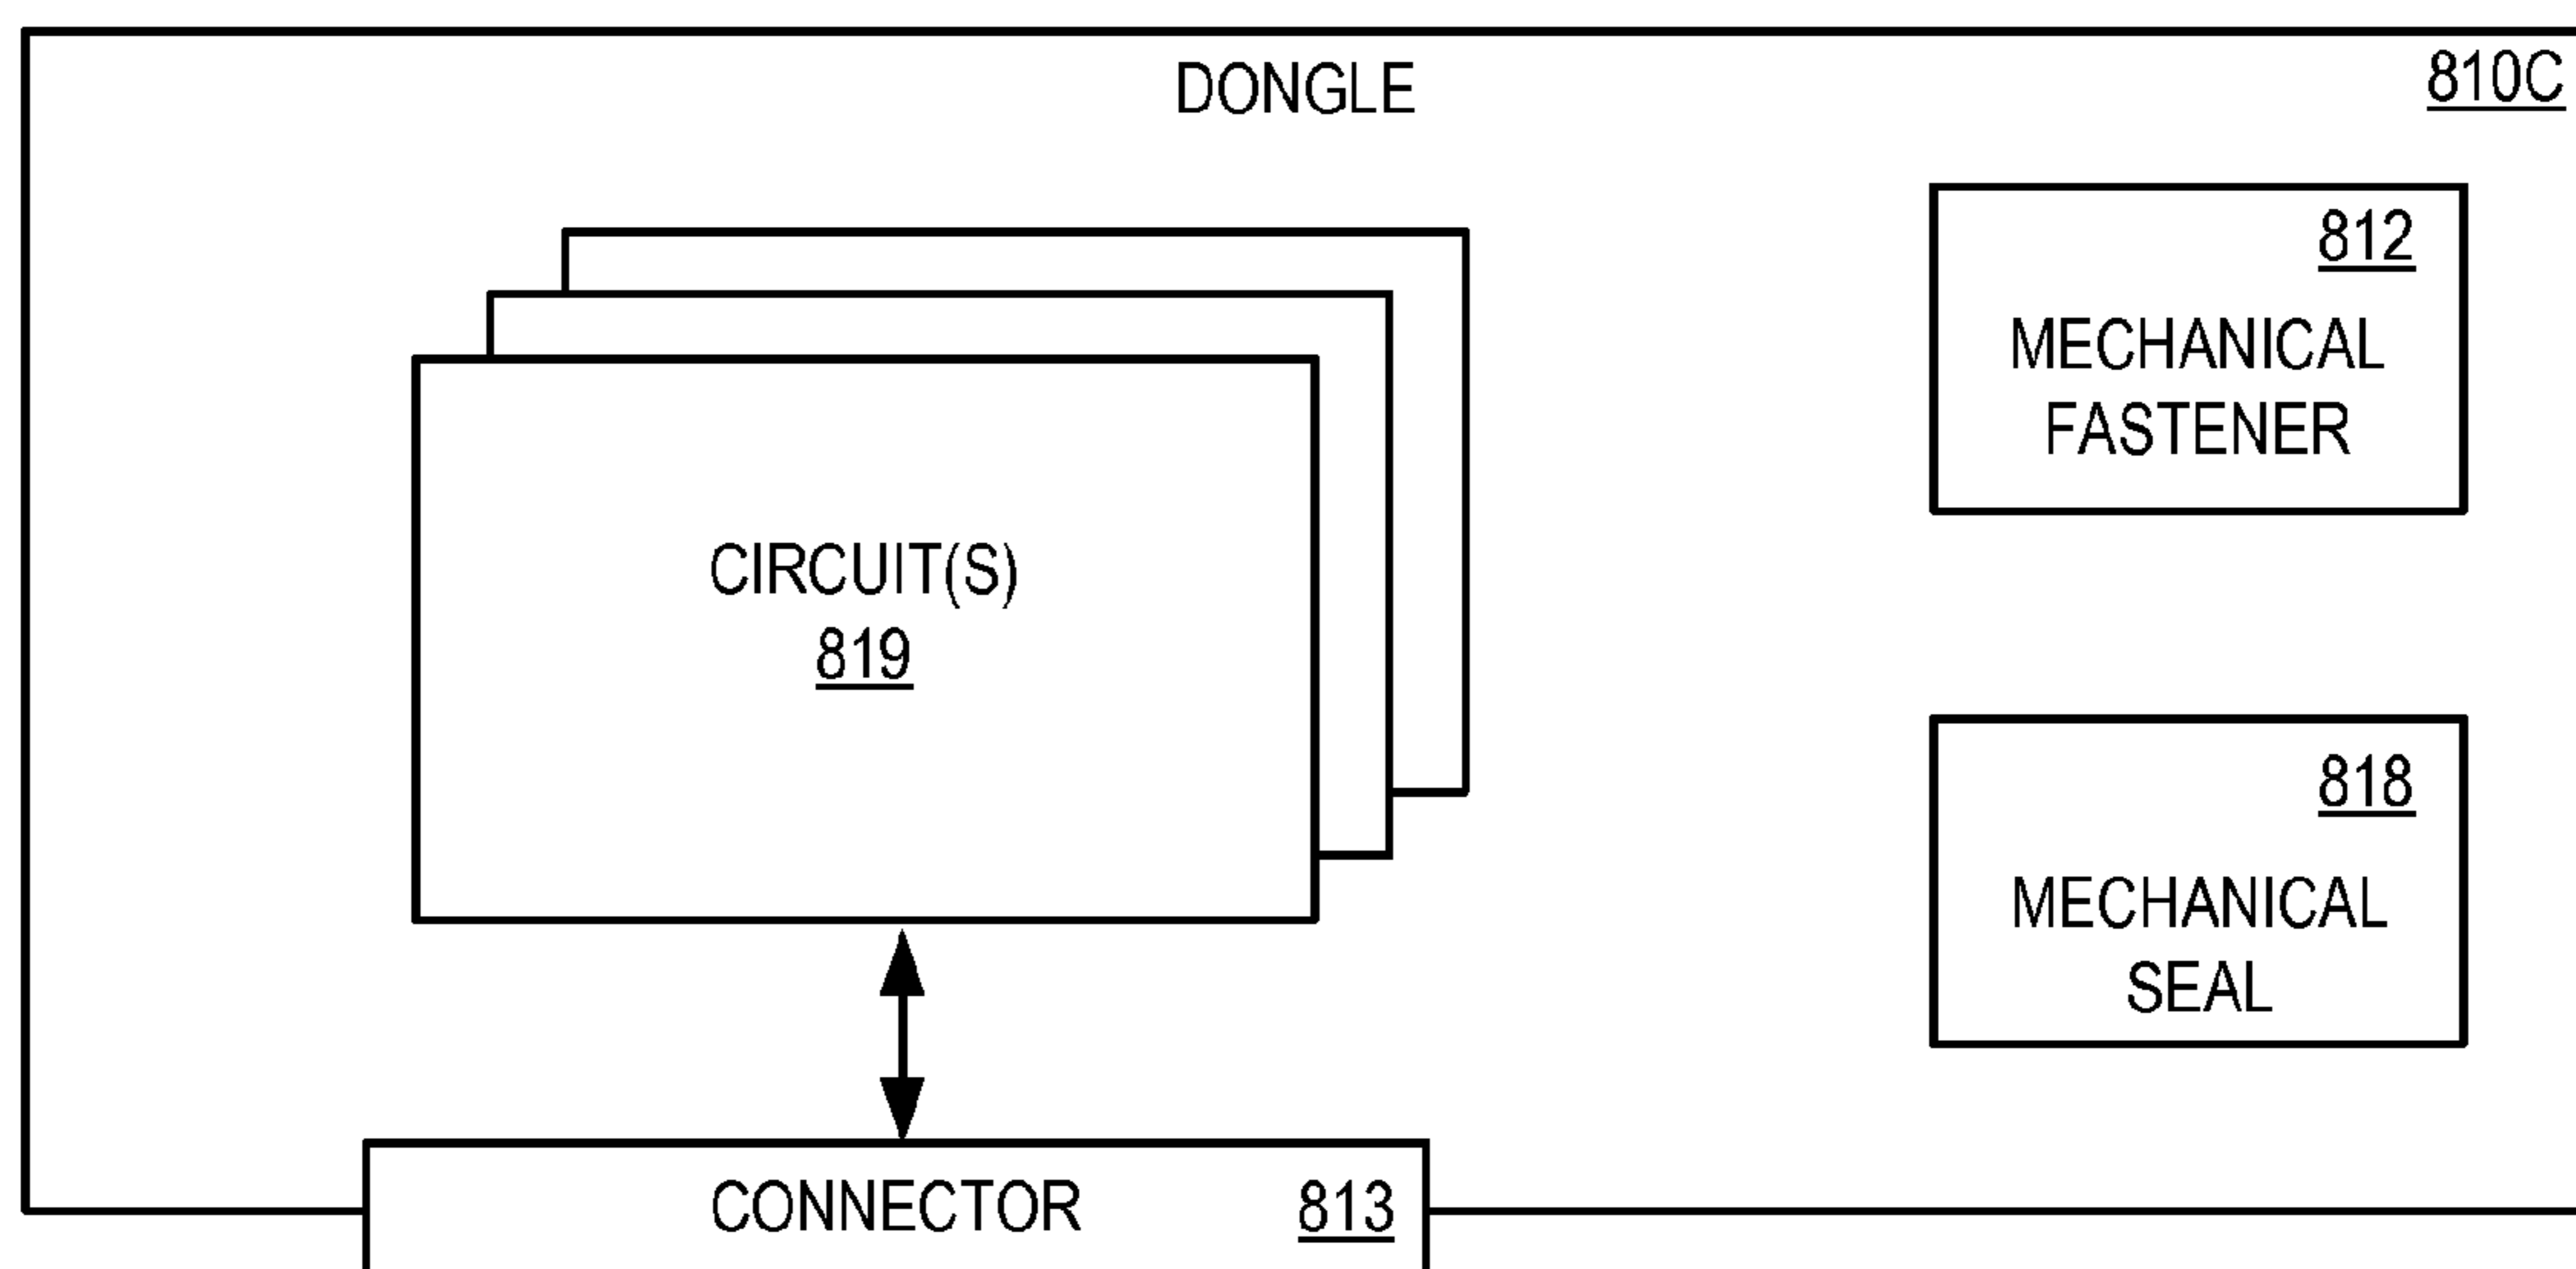 DONGLE
810C
812
MECHANICAL
FASTENER
CIRCUIT(S)
819
818
MECHANICAL
SEAL
CONNECTOR 813